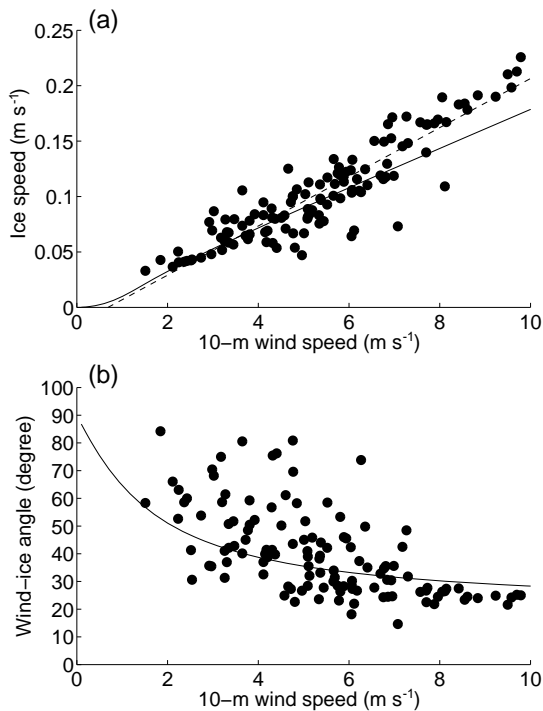 (a)
0.25
0.2
0.15
0.1
0.05
0
Ice speed (m s⁻¹)
0 2 4 6 8 10
10−m wind speed (m s⁻¹)
(b)
100
90
80
70
60
50
40
30
20
10
0
Wind−ice angle (degree)
0 2 4 6 8 10
10−m wind speed (m s⁻¹)